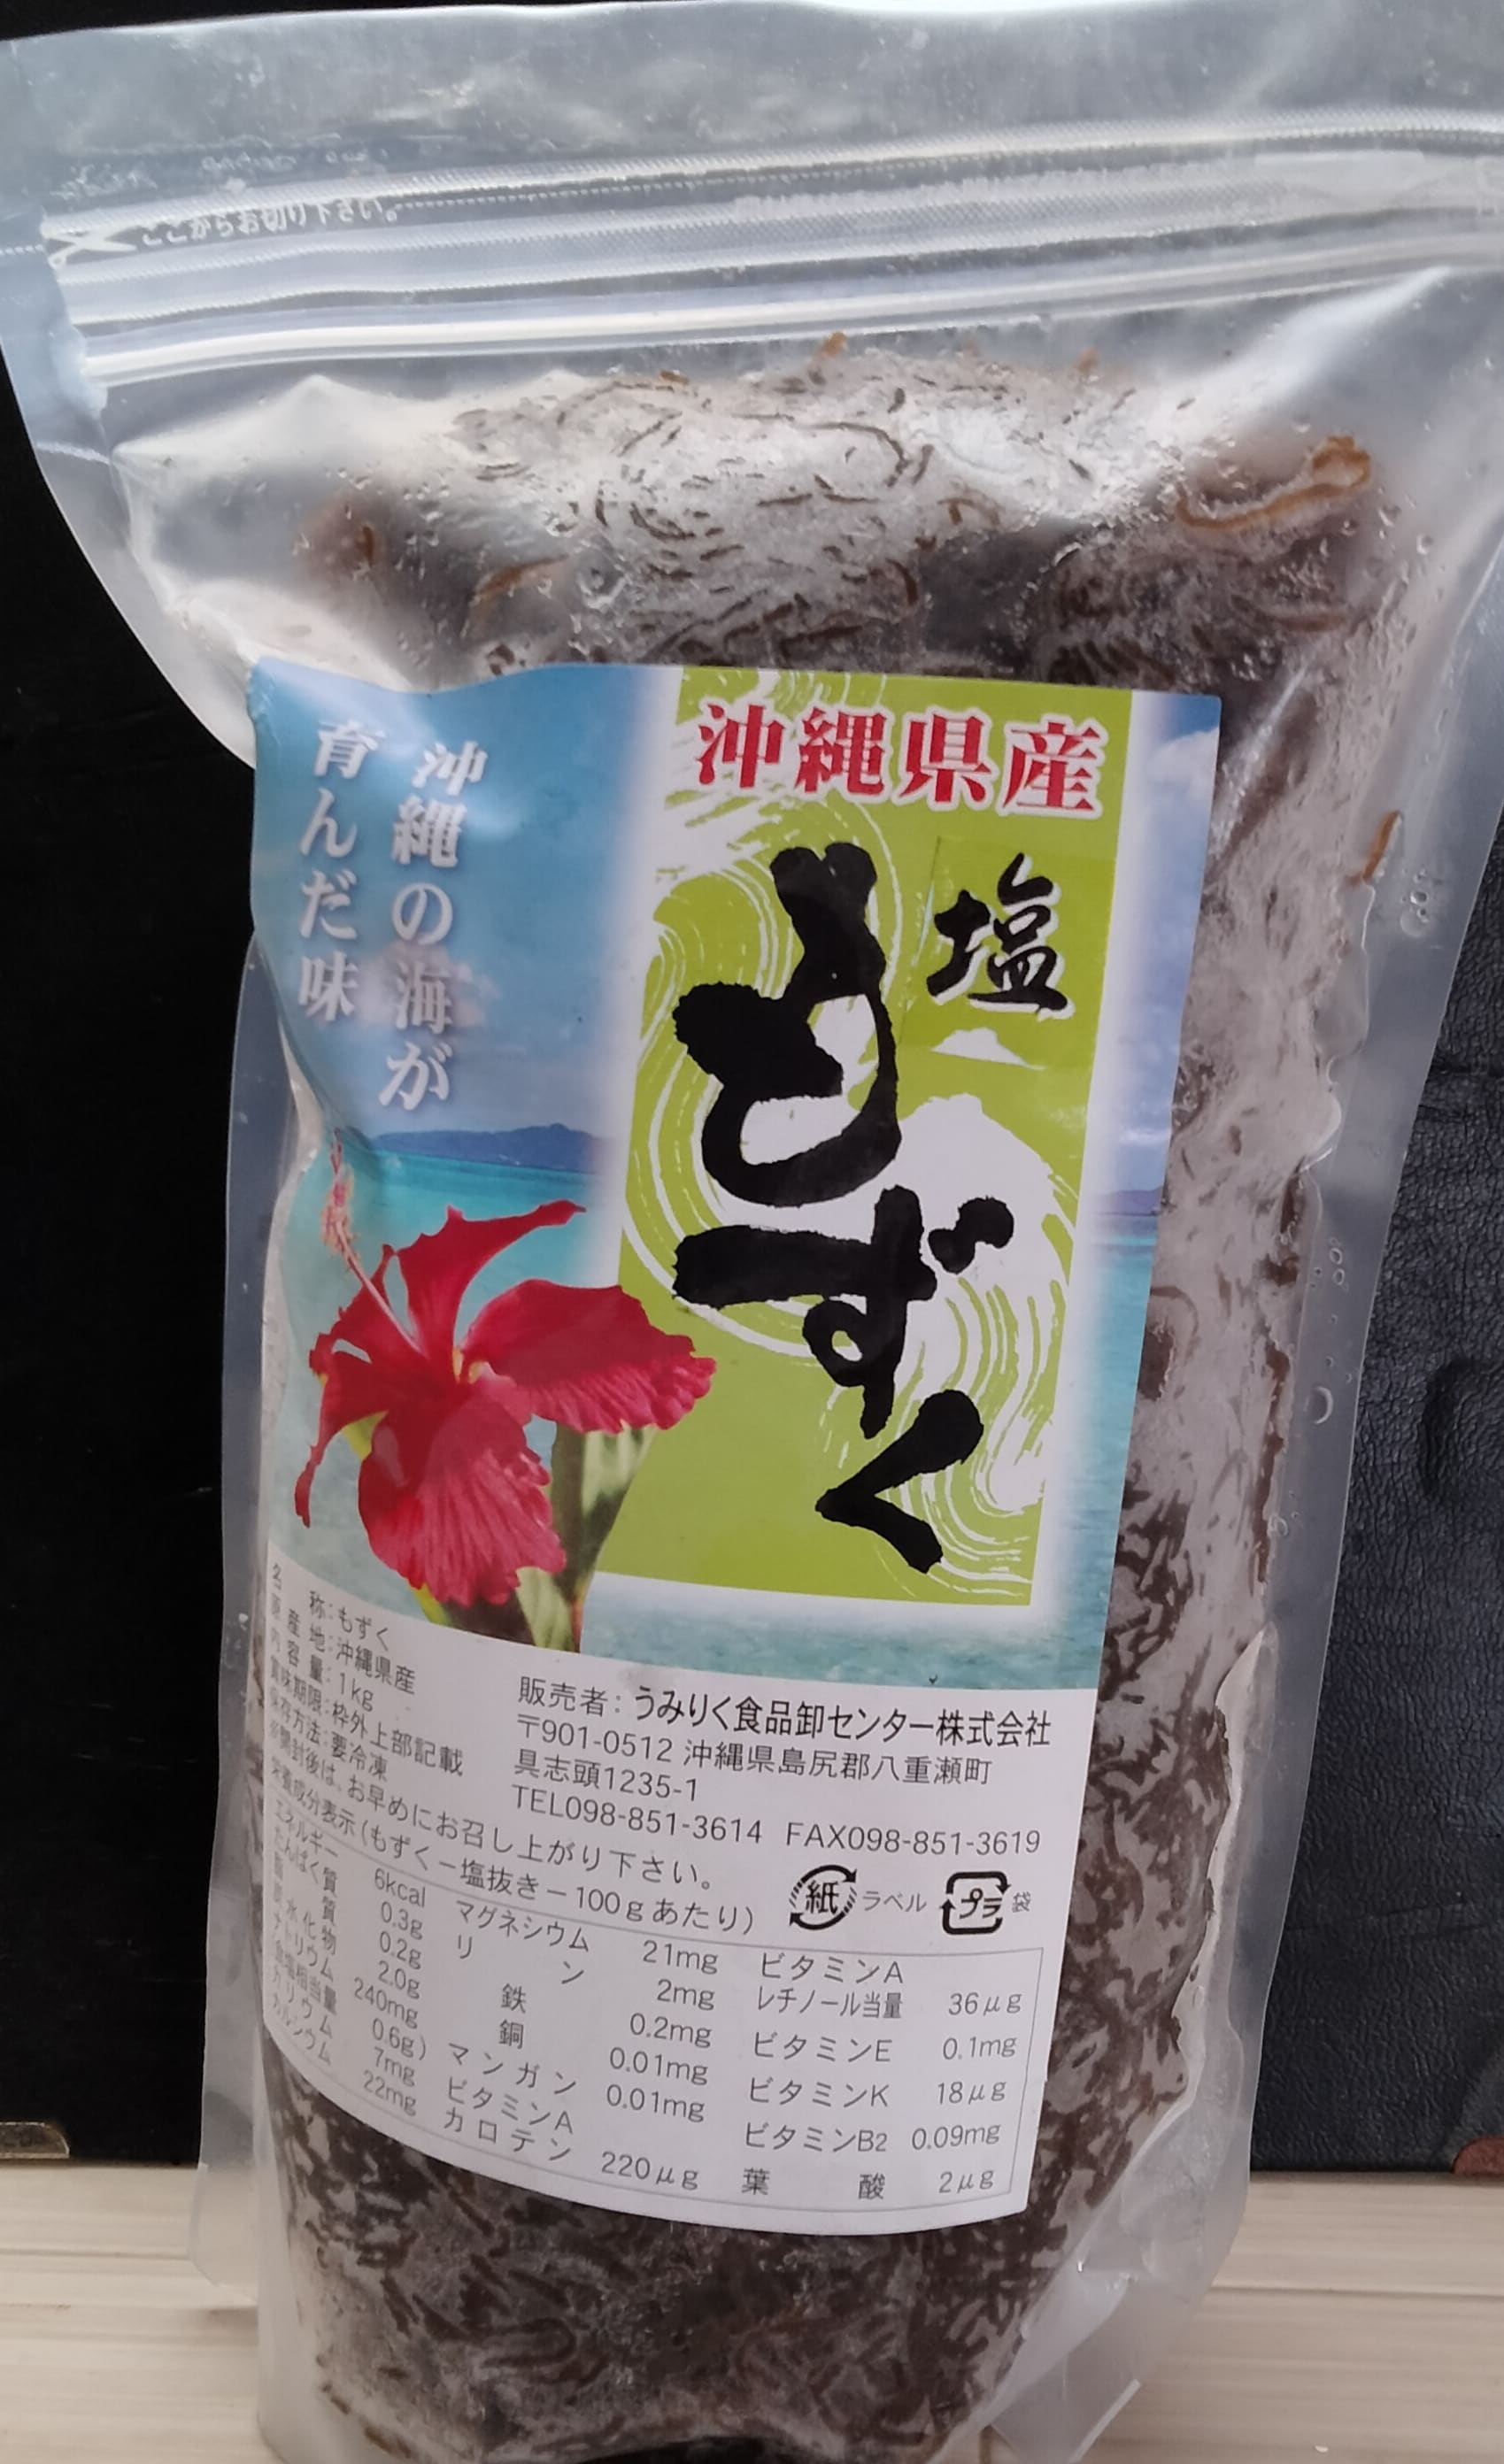 ここからお切り下さい。
沖縄県産
塩
もずく
沖縄の海が
育んだ味
名称：もずく
原産地：沖縄県産
内容量：1kg
賞味期限：枠外上部記載
保存方法：要冷凍
※開封後は、お早めにお召し上がり下さい。
販売者：うみりく食品卸センター株式会社
〒901-0512 沖縄県島尻郡八重瀬町
具志頭1235-1
TEL098-851-3614 FAX098-851-3619
紙 ラベル プラ 袋
栄養成分表示（もずく－塩抜き－100gあたり）
エネルギー 6kcal
たんぱく質 0.3g
脂質 0.2g
炭水化物 2.0g
ナトリウム 240mg
食塩相当量 0.6g)
カリウム 7mg
カルシウム 22mg
マグネシウム 21mg
リン 2mg
鉄 0.2mg
銅 0.01mg
マンガン 0.01mg
ビタミンA
カロテン 220μg
ビタミンA
レチノール当量 36μg
ビタミンE 0.1mg
ビタミンK 18μg
ビタミンB2 0.09mg
葉酸 2μg